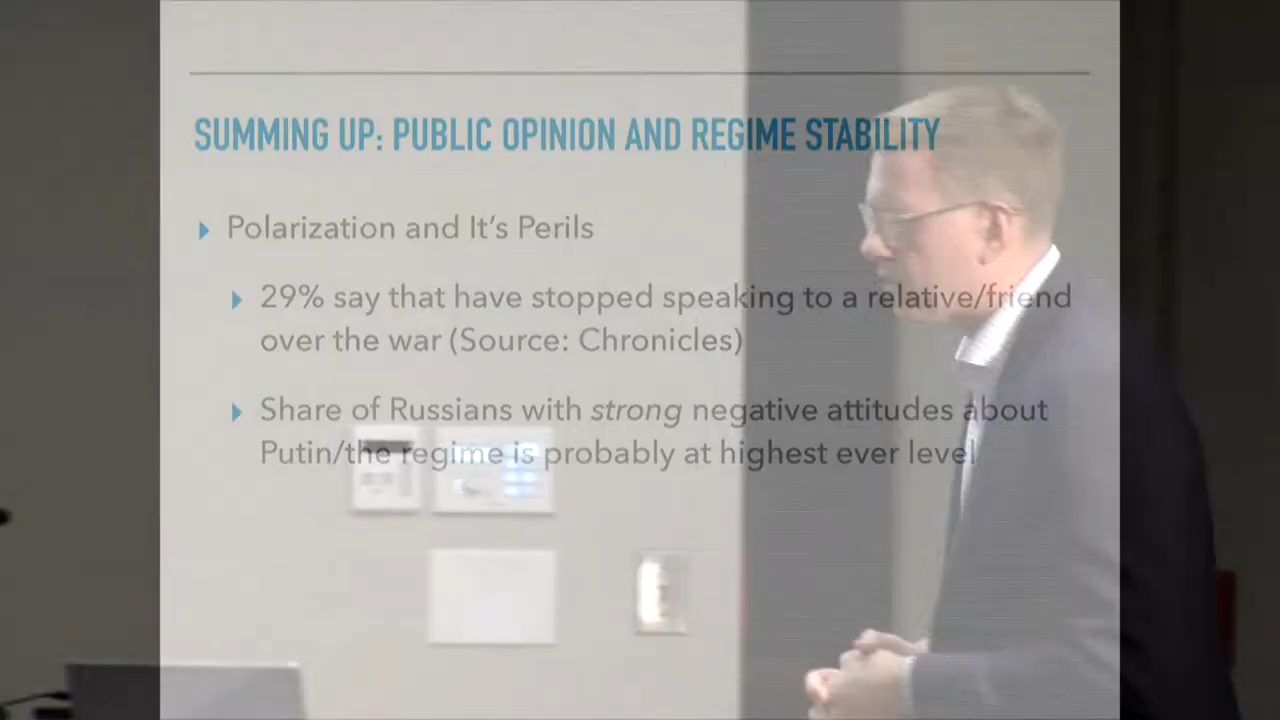 SUMMING UP: PUBLIC OPINION AND REGIME STABILITY
Polarization and It's Perils
29% say that have stopped speaking to a relative/friend
over the war (Source: Chronicles)
Share of Russians with strong negative attitudes about
Putin/the regime is probably at highest ever level